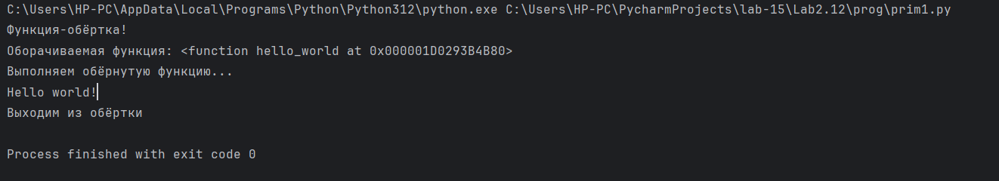 C:\Users\HP-PC\AppData\Local\Programs\Python\Python312\python.exe C:\Users\HP-PC\PycharmProjects\lab-15\Lab2.12\prog\prim1.py
Функция-обёртка!
Оборачиваемая функция: <function hello_world at 0x000001D0293B4B80>
Выполняем обёрнутую функцию...
Hello world!
Выходим из обёртки
Process finished with exit code 0